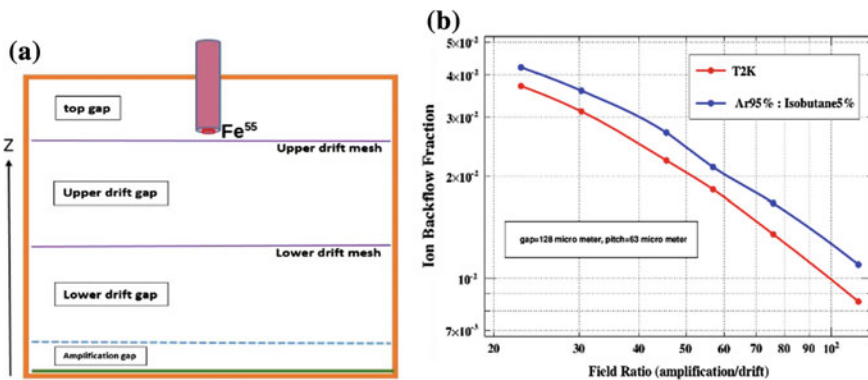 (a)
top gap
Fe55
Upper drift mesh
Z
Upper drift gap
Lower drift mesh
Lower drift gap
Amplification gap
(b)
5×10⁻²
4×10⁻²
3×10⁻²
2×10⁻²
10⁻²
7×10⁻³
Ion Backflow Fraction
T2K
Ar95% : Isobutane5%
gap=128 micro meter, pitch=63 micro meter
20 30 40 50 60 70 80 90 10²
Field Ratio (amplification/drift)